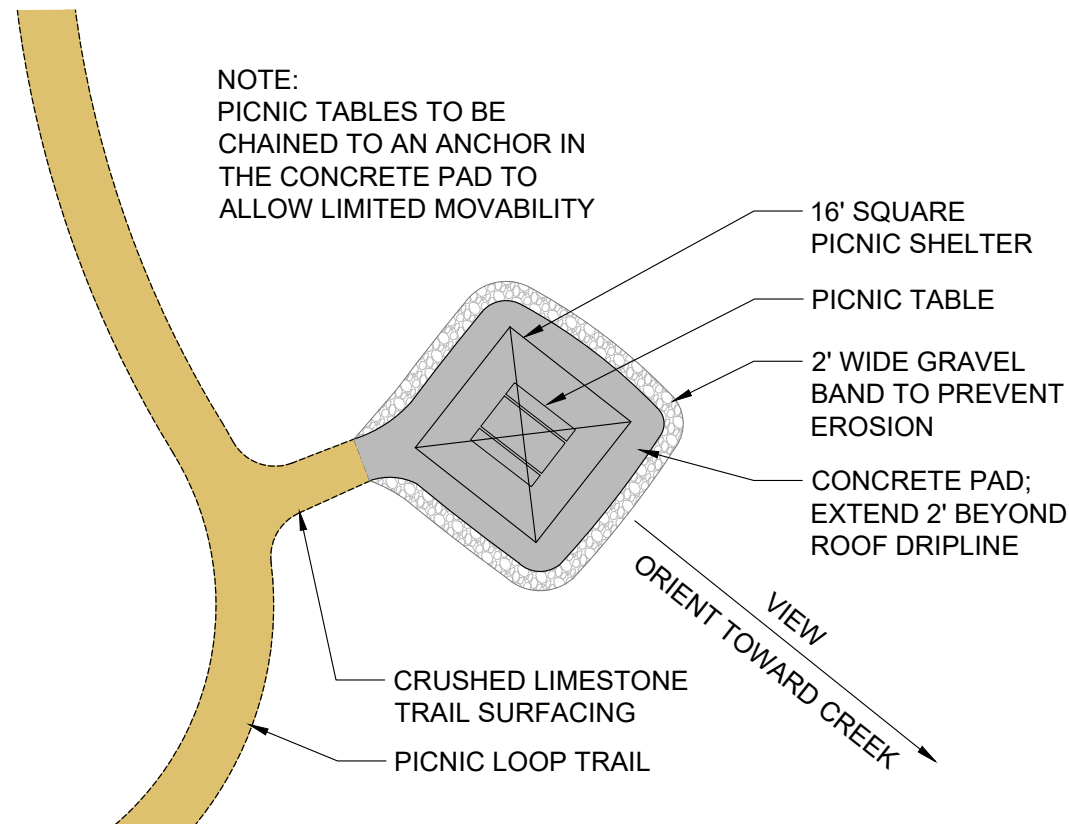 NOTE:
PICNIC TABLES TO BE
CHAINED TO AN ANCHOR IN
THE CONCRETE PAD TO
ALLOW LIMITED MOVABILITY
16' SQUARE
PICNIC SHELTER
PICNIC TABLE
2' WIDE GRAVEL
BAND TO PREVENT
EROSION
CONCRETE PAD;
EXTEND 2' BEYOND
ROOF DRIPLINE
VIEW
ORIENT TOWARD CREEK
CRUSHED LIMESTONE
TRAIL SURFACING
PICNIC LOOP TRAIL